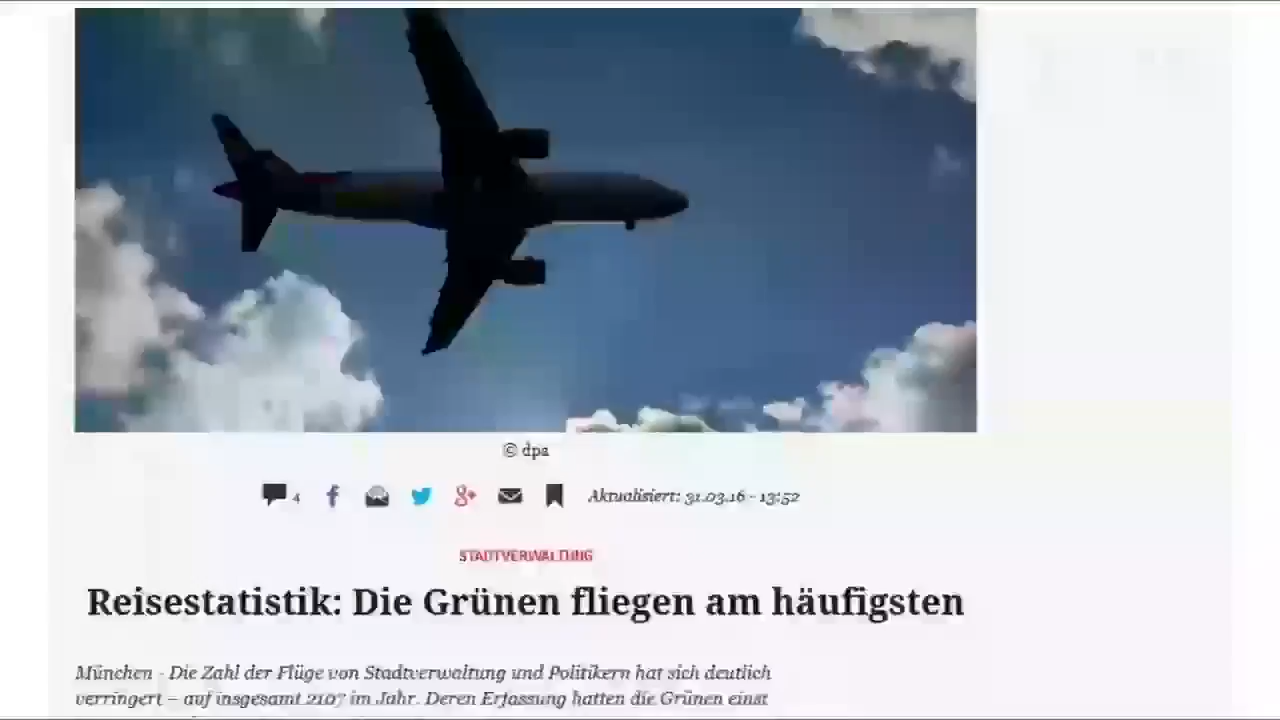 © dpa
4
Aktualisiert: 31.03.16 - 13:52
STADTVERWALTUNG
Reisestatistik: Die Grünen fliegen am häufigsten
München - Die Zahl der Flüge von Stadtverwaltung und Politikern hat sich deutlich
verringert – auf insgesamt 2107 im Jahr. Deren Erfassung hatten die Grünen einst